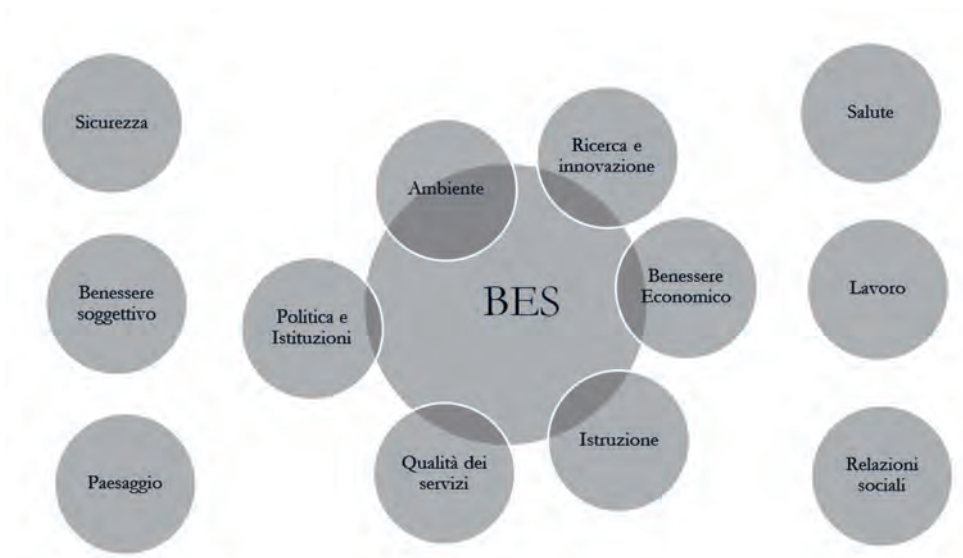 Sicurezza
Salute
Ricerca e
innovazione
Ambiente
Benessere
soggettivo
Politica e
Istituzioni
BES
Benessere
Economico
Lavoro
Paesaggio
Qualità dei
servizi
Istruzione
Relazioni
sociali